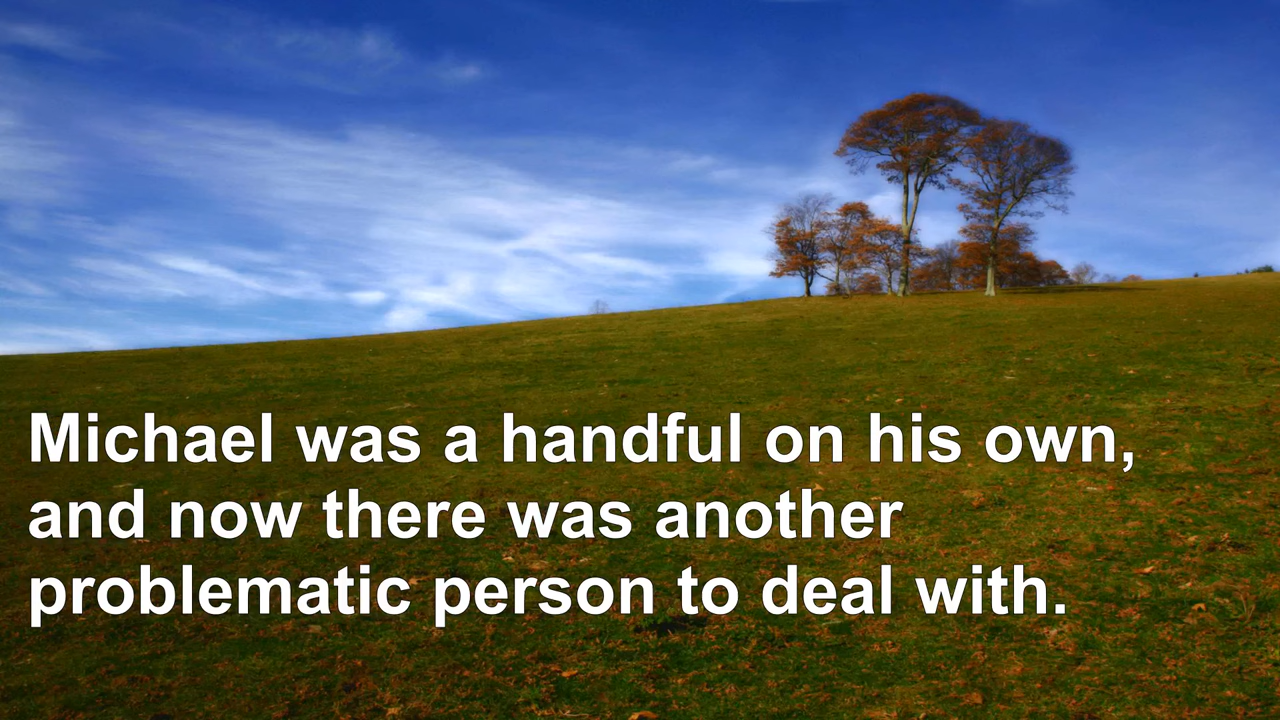 Michael was a handful on his own,
and now there was another
problematic person to deal with.